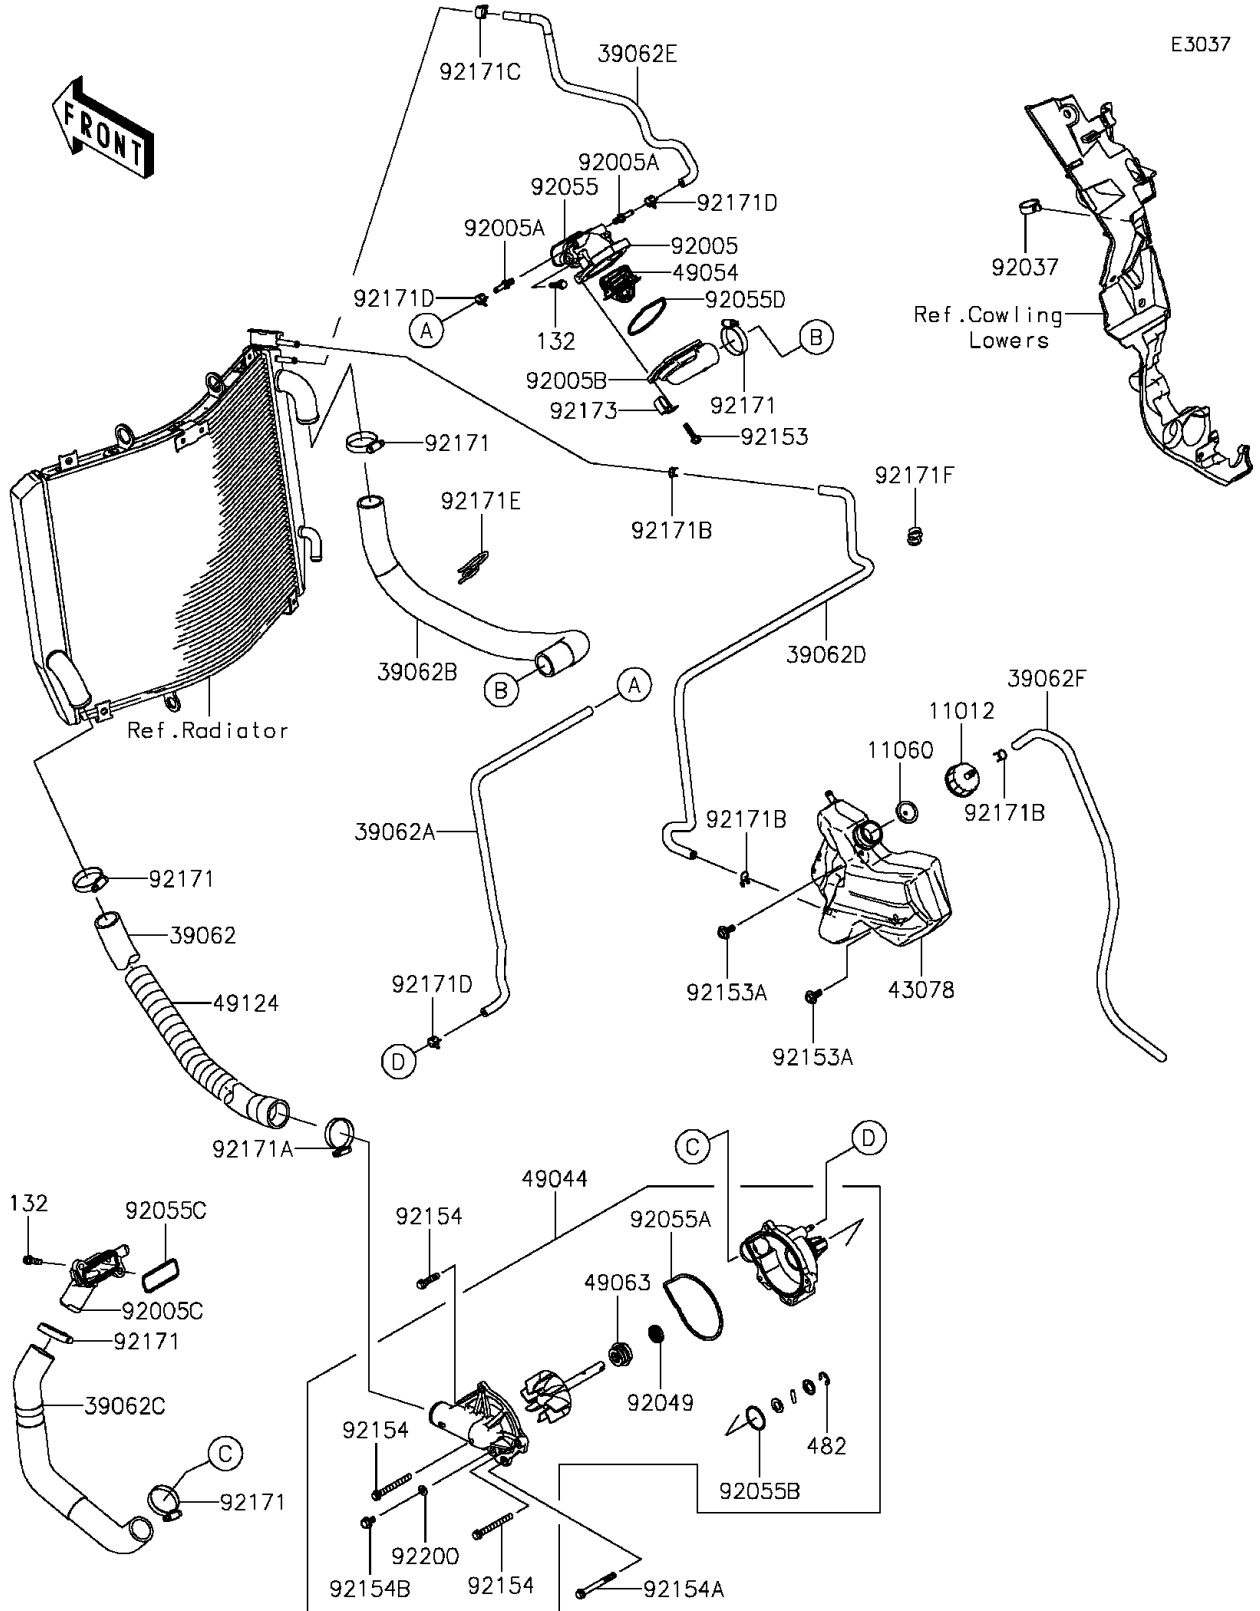 E3037
FRONT
92171C
39062E
92005A
92055
92171D
92005A
92005
49054
92171D
92055D
A
132
B
92005B
92173
92171
92153
92037
Ref.Cowling
Lowers
92171
92171E
92171B
92171F
39062B
B
A
39062D
Ref.Radiator
39062F
11012
11060
92171B
39062A
92171B
92171
39062
49124
92171D
92153A
43078
D
92153A
92171A
C
D
49044
132
92055C
92154
92055A
49063
92005C
92171
39062C
92049
92154
482
C
92171
92055B
92200
92154B
92154
92154A